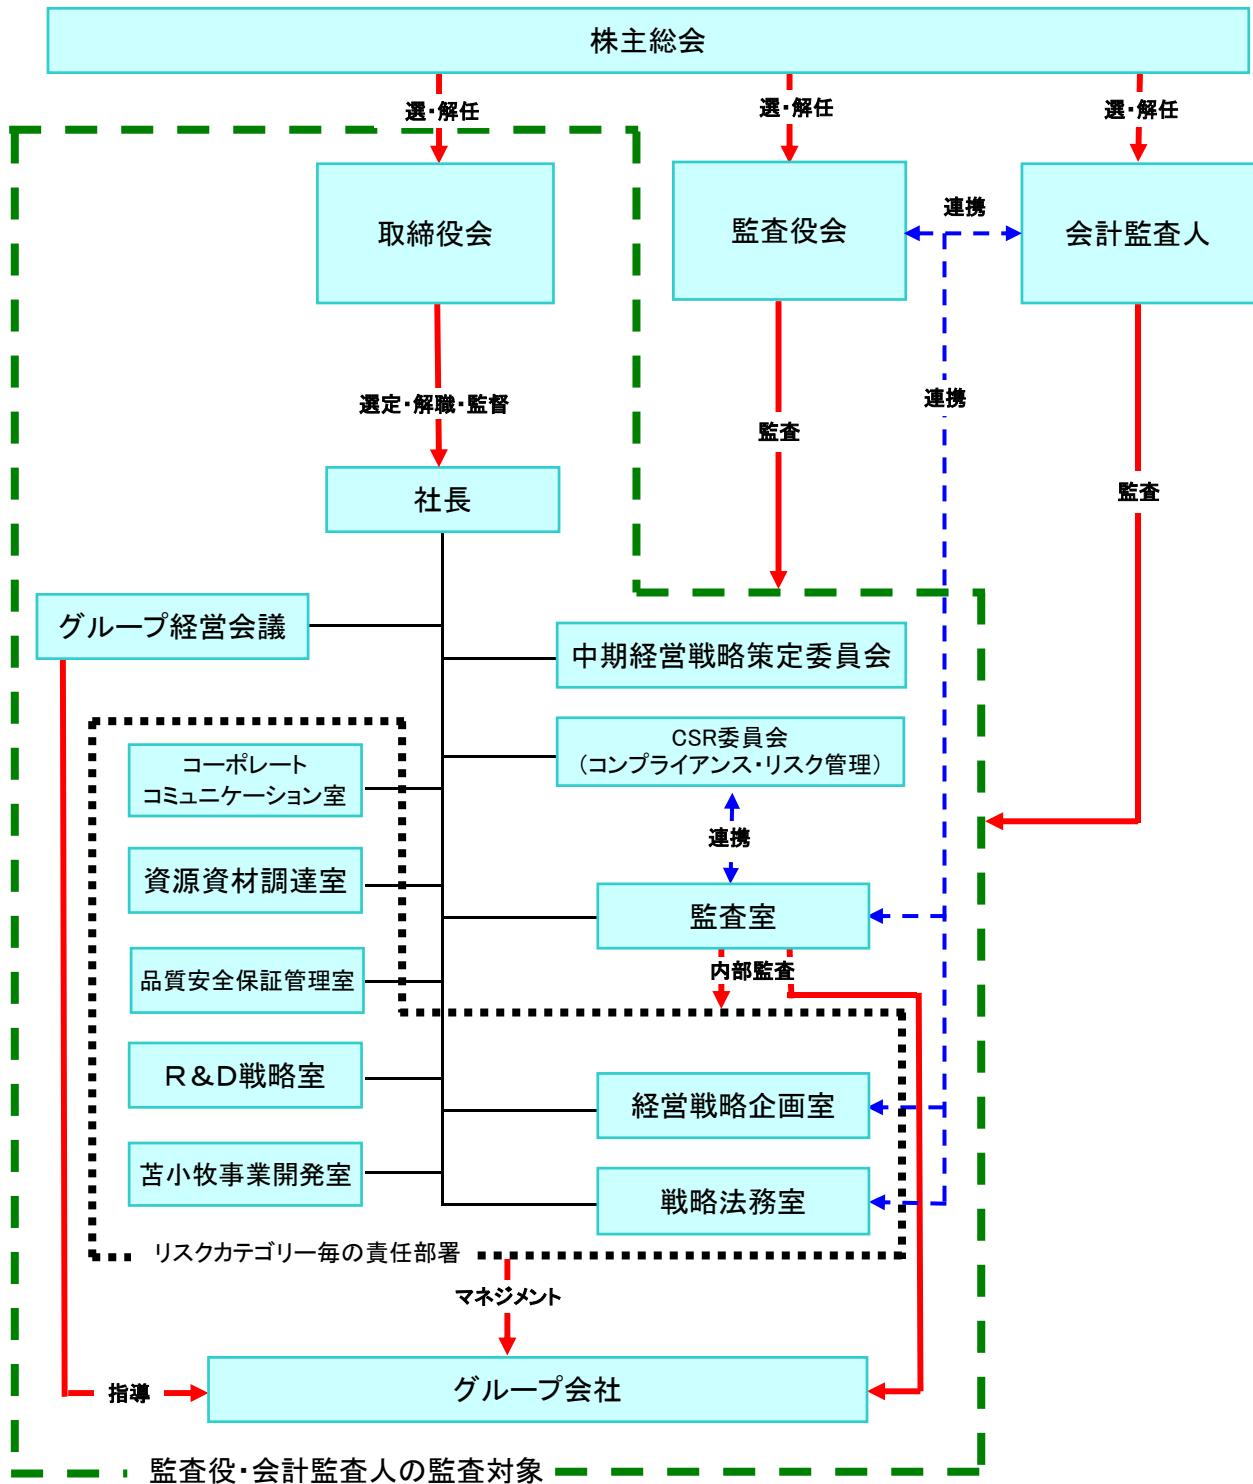 株主総会
選・解任
選・解任
選・解任
取締役会
監査役会
連携
会計監査人
選定・解職・監督
連携
監査
監査
社長
グループ経営会議
中期経営戦略策定委員会
CSR委員会
（コンプライアンス・リスク管理）
コーポレート
コミュニケーション室
連携
資源資材調達室
監査室
内部監査
品質安全保証管理室
R＆D戦略室
経営戦略企画室
苫小牧事業開発室
戦略法務室
リスクカテゴリー毎の責任部署
マネジメント
指導
グループ会社
監査役・会計監査人の監査対象